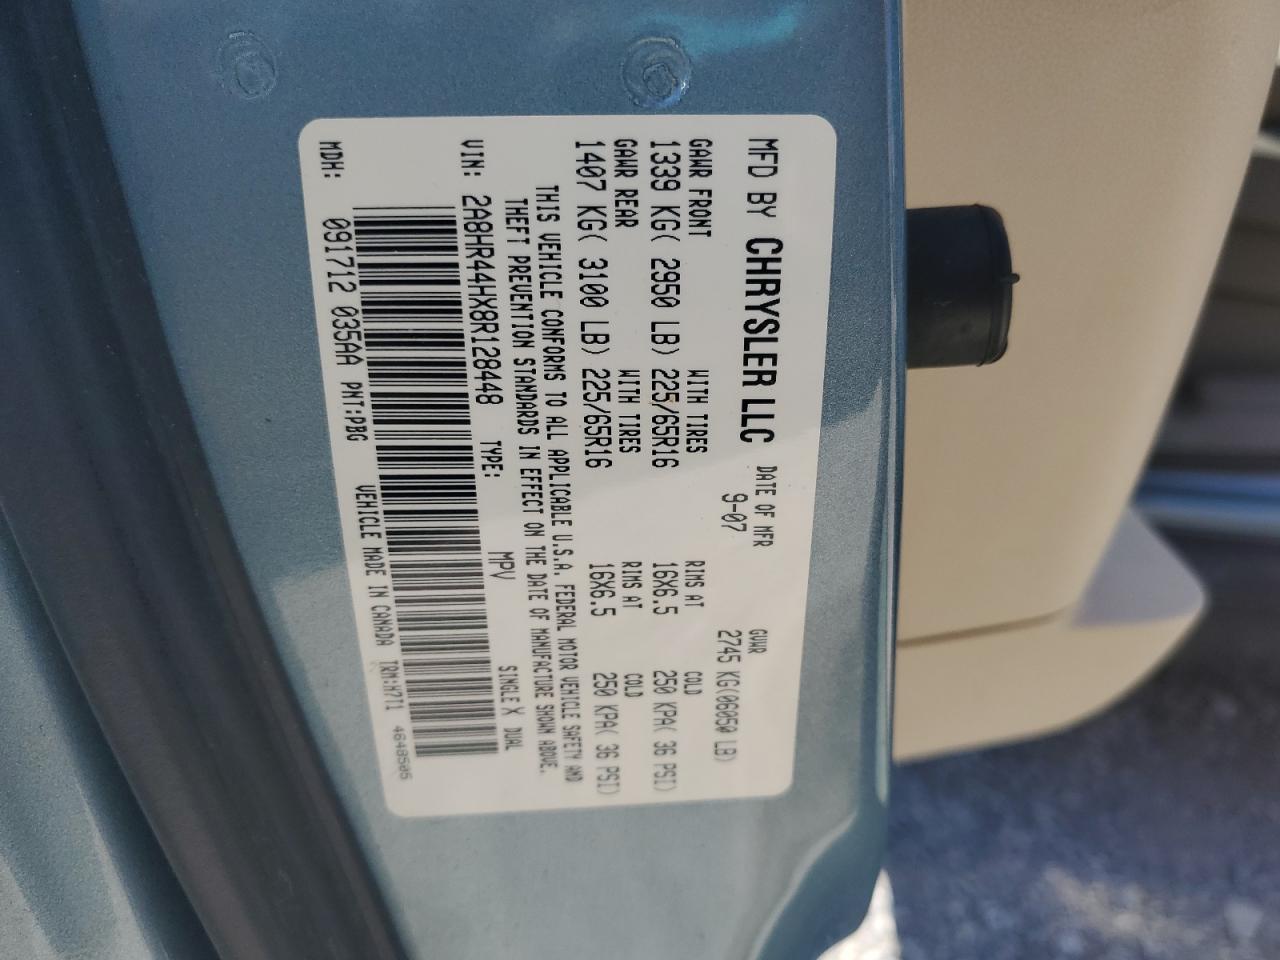 MFD BY CHRYSLER LLC DATE OF MFR 9-07 GVWR 2745 KG(06050 LB)
GAWR FRONT WITH TIRES RIMS AT COLD
1339 KG( 2950 LB) 225/65R16 16X6.5 250 KPA( 36 PSI)
GAWR REAR WITH TIRES RIMS AT COLD
1407 KG( 3100 LB) 225/65R16 16X6.5 250 KPA( 36 PSI)
THIS VEHICLE CONFORMS TO ALL APPLICABLE U.S.A. FEDERAL MOTOR VEHICLE SAFETY AND
THEFT PREVENTION STANDARDS IN EFFECT ON THE DATE OF MANUFACTURE SHOWN ABOVE.
VIN: 2A8HR44HX8R128448 TYPE: MPV SINGLE X DUAL
MDH: 091712 035AA PNT:PBG VEHICLE MADE IN CANADA TRM:H7T1 4648505